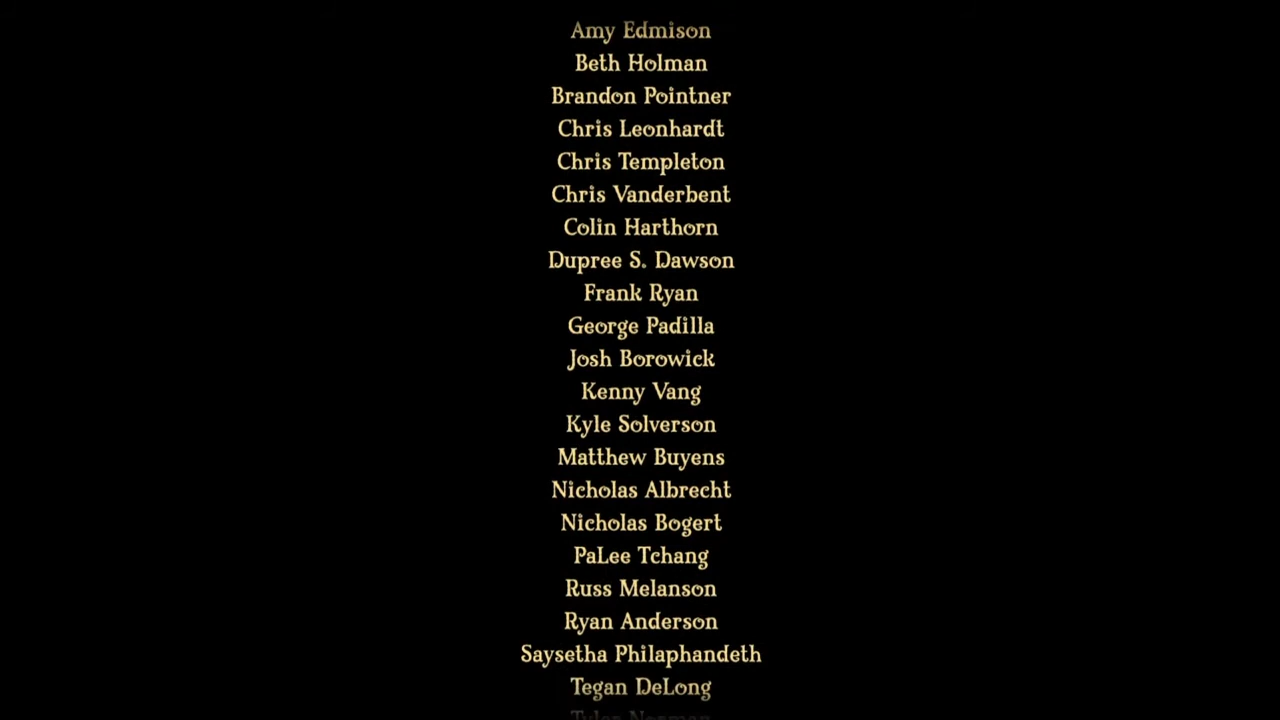 Amy Edmison
Beth Holman
Brandon Pointner
Chris Leonhardt
Chris Templeton
Chris Vanderbent
Colin Harthorn
Dupree S. Dawson
Frank Ryan
George Padilla
Josh Borowick
Kenny Vang
Kyle Solverson
Matthew Buyens
Nicholas Albrecht
Nicholas Bogert
PaLee Tchang
Russ Melanson
Ryan Anderson
Saysetha Philaphandeth
Tegan DeLong